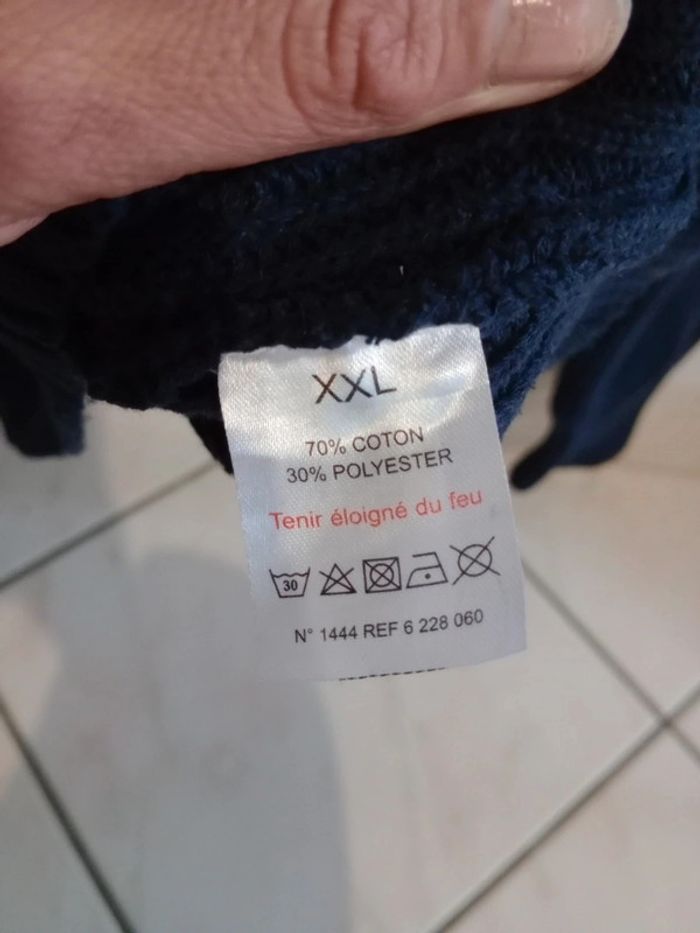 XXL
70% COTON
30% POLYESTER
Tenir éloigné du feu
30
N° 1444 REF 6 228 060